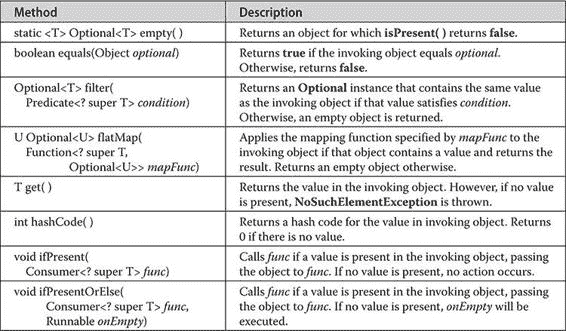 Method Description
static <T> Optional<T> empty( ) Returns an object for which isPresent( ) returns false.
boolean equals(Object optional) Returns true if the invoking object equals optional.
Otherwise, returns false.
Optional<T> filter( Returns an Optional instance that contains the same value
Predicate<? super T> condition) as the invoking object if that value satisfies condition.
Otherwise, an empty object is returned.
U Optional<U> flatMap( Applies the mapping function specified by mapFunc to the
Function<? super T, invoking object if that object contains a value and returns the
Optional<U>> mapFunc) result. Returns an empty object otherwise.
T get( ) Returns the value in the invoking object. However, if no value
is present, NoSuchElementException is thrown.
int hashCode( ) Returns a hash code for the value in invoking object. Returns
0 if there is no value.
void ifPresent( Calls func if a value is present in the invoking object, passing
Consumer<? super T> func) the object to func. If no value is present, no action occurs.
void ifPresentOrElse( Calls func if a value is present in the invoking object, passing
Consumer<? super T> func, the object to func. If no value is present, onEmpty will be
Runnable onEmpty) executed.